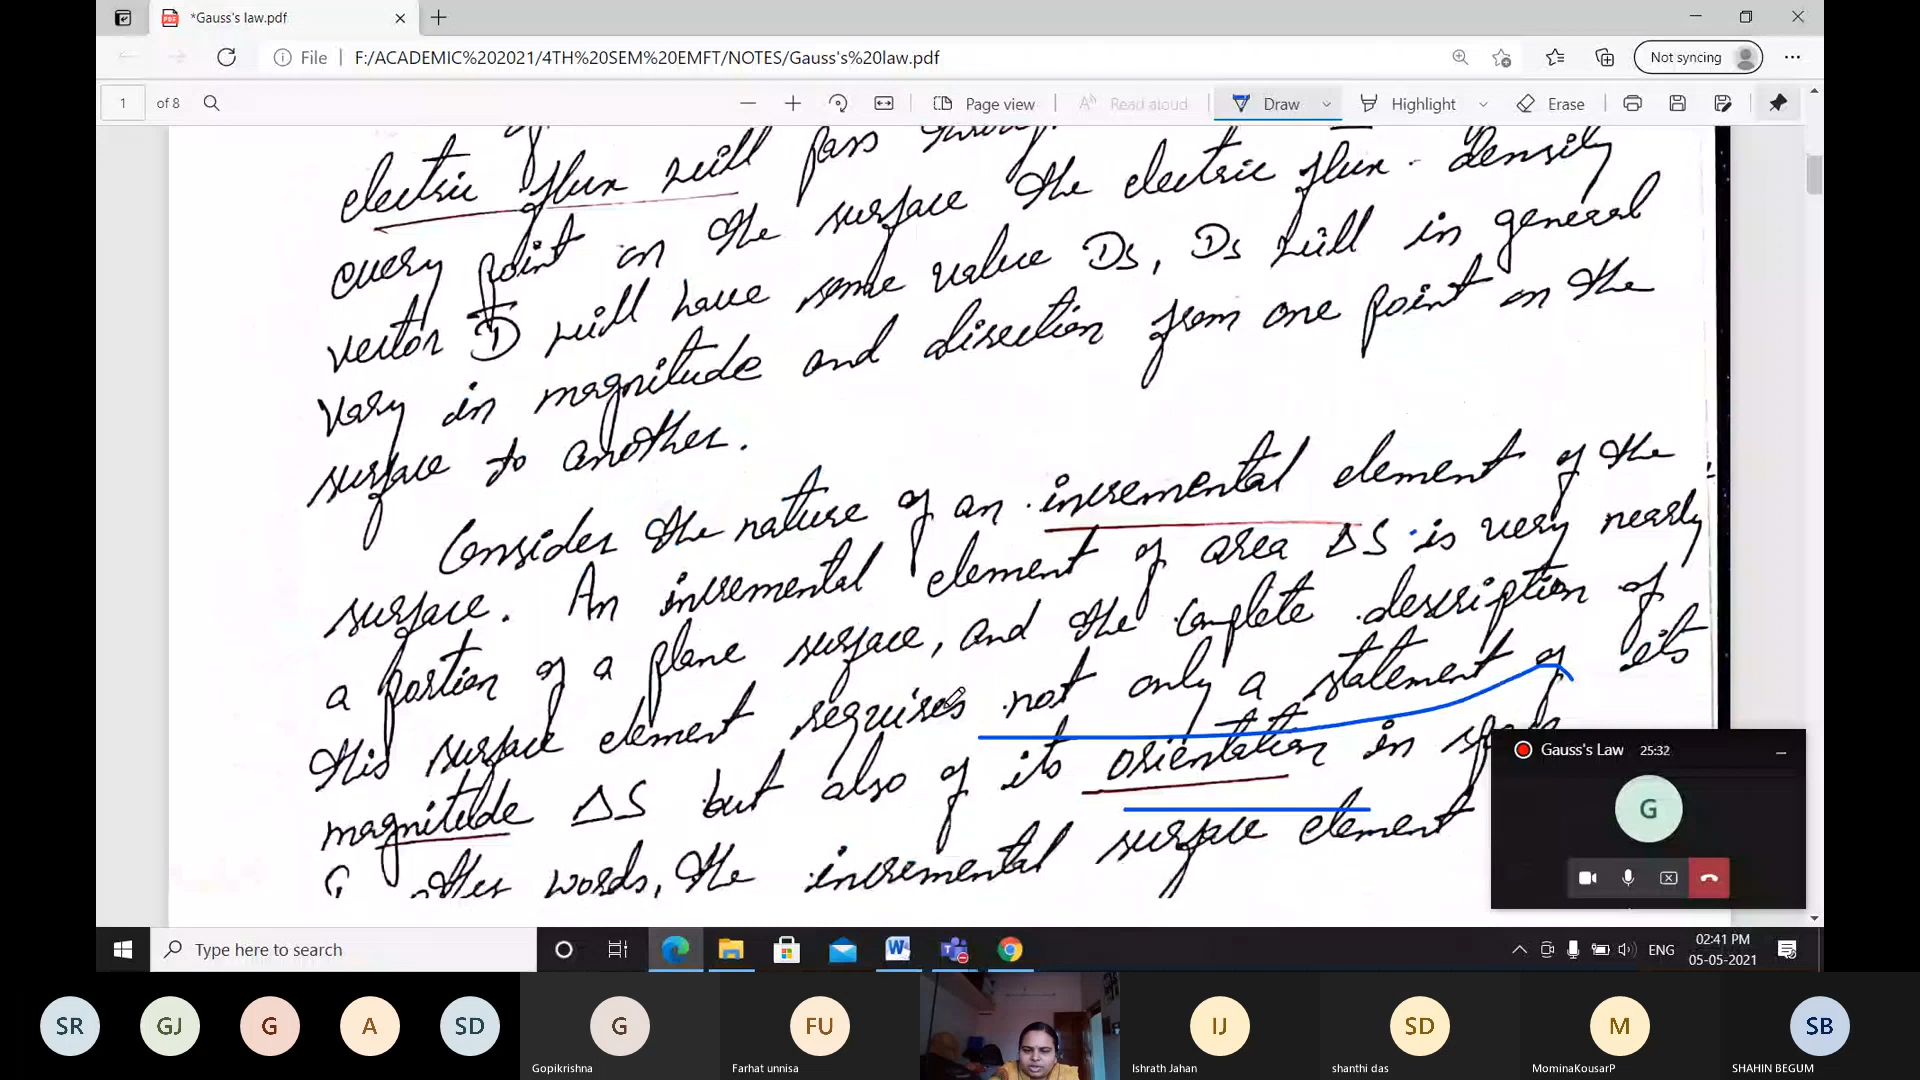 *Gauss's law.pdf
File F:/ACADEMIC%202021/4TH%20SEM%20EMFT/NOTES/Gauss's%20law.pdf
Not syncing
1 of 8
Page view
Read aloud
Draw
Highlight
Erase
electric flux will pass
every point on the surface the electric flux density
vector D will have some value Ds, Ds will in general
vary in magnitude and direction from one point on the
surface to another.
Consider the nature of an incremental element of the
surface. An incremental element of area ΔS is very nearly
a portion of a plane surface, and the complete description of
this surface element requires not only a statement of its
magnitude ΔS but also of its orientation in
other words, the incremental surface element
Gauss's Law 25:32
G
Type here to search
ENG
02:41 PM
05-05-2021
SR GJ G A SD G FU IJ SD M SB
Gopikrishna Farhat unnisa Ishrath Jahan shanthi das MominaKousarP SHAHIN BEGUM